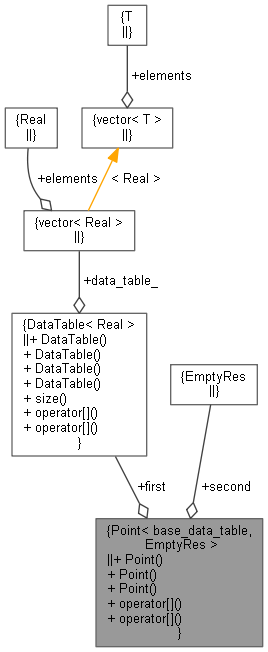 {T
||}
+elements
{Real
||}
{vector< T >
||}
+elements
< Real >
{vector< Real >
||}
+data_table_
{DataTable< Real >
||+ DataTable()
+ DataTable()
+ DataTable()
+ DataTable()
+ size()
+ operator[]()
+ operator[]()
}
{EmptyRes
||}
+first
+second
{Point< base_data_table,
EmptyRes >
||+ Point()
+ Point()
+ Point()
+ operator[]()
+ operator[]()
}